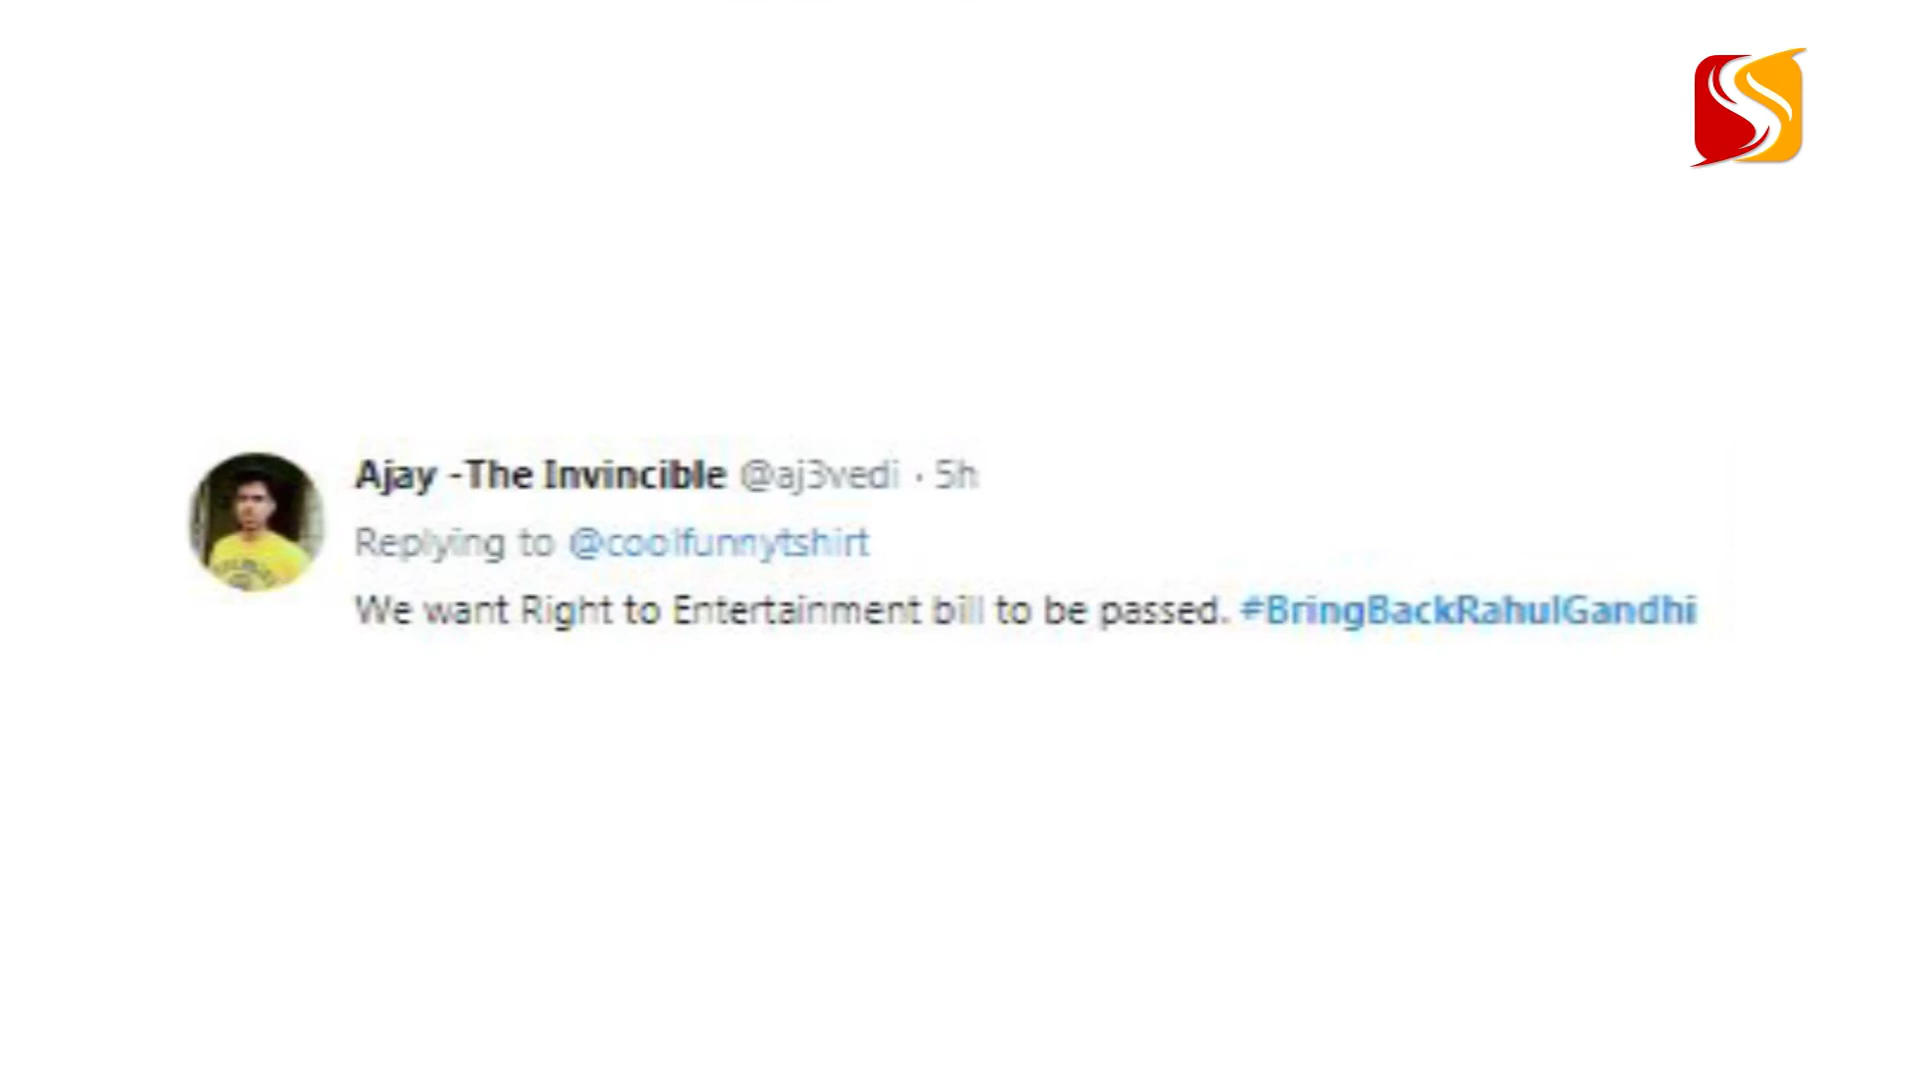 Ajay -The Invincible @aj3vedi · 5h
Replying to @coolfunnytshirt
We want Right to Entertainment bill to be passed. #BringBackRahulGandhi